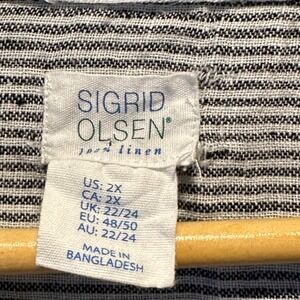 SIGRID
OLSEN®
100% linen
US: 2X
CA: 2X
UK: 22/24
EU: 48/50
AU: 22/24
MADE IN
BANGLADESH